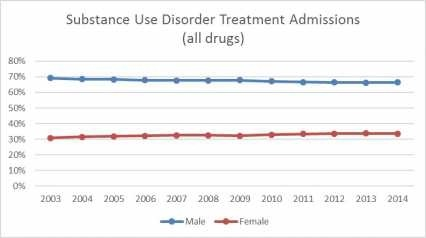 Substance Use Disorder Treatment Admissions
(all drugs)
80%
70%
60%
50%
40%
30%
20%
10%
0%
2003 2004 2005 2006 2007 2008 2009 2010 2011 2012 2013 2014
Male Female